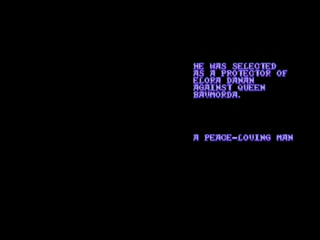 HE WAS SELECTED
AS A PROTECTOR OF
ELORA DANAN
AGAINST QUEEN
BAVMORDA.
A PEACE-LOVING MAN